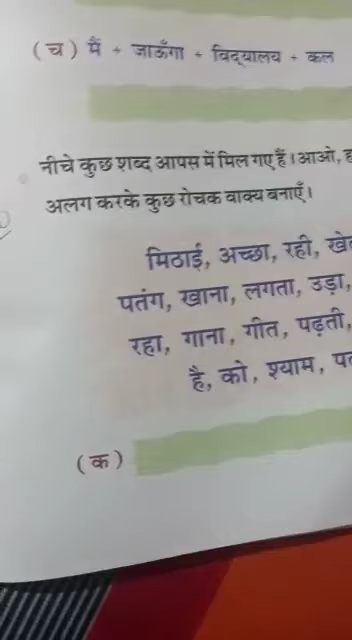 (च) मैं + जाऊँगा + विद्यालय + कल
नीचे कुछ शब्द आपस में मिल गए हैं। आओ,
अलग करके कुछ रोचक वाक्य बनाएँ।
मिठाई, अच्छा, रही,
पतंग, खाना, लगता, उड़ा,
रहा, गाना, गीत, पढ़ती,
है, को, श्याम,
(क)